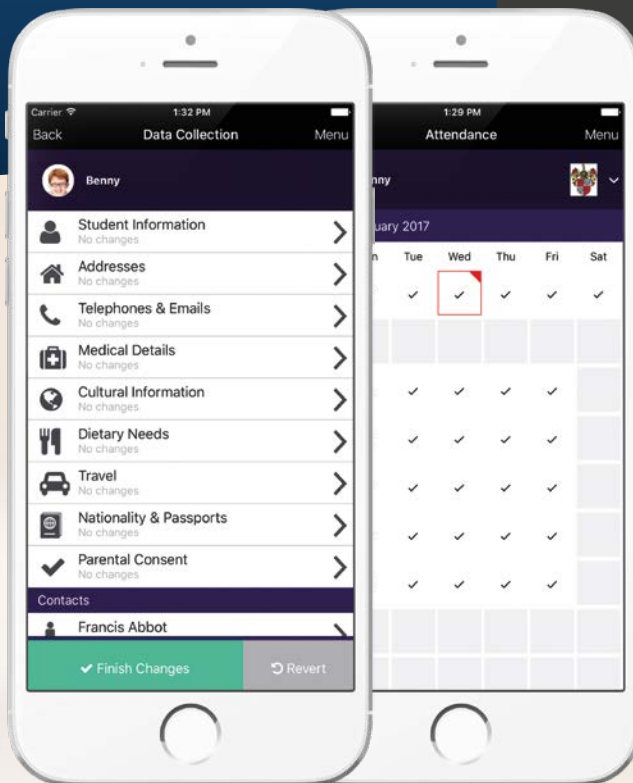 Carrier 1:32 PM
Back Data Collection Menu
Benny
Student Information
No changes
Addresses
No changes
Telephones & Emails
No changes
Medical Details
No changes
Cultural Information
No changes
Dietary Needs
No changes
Travel
No changes
Nationality & Passports
No changes
Parental Consent
No changes
Contacts
Francis Abbot
Finish Changes Revert
1:29 PM
Attendance Menu
nny
uary 2017
n Tue Wed Thu Fri Sat